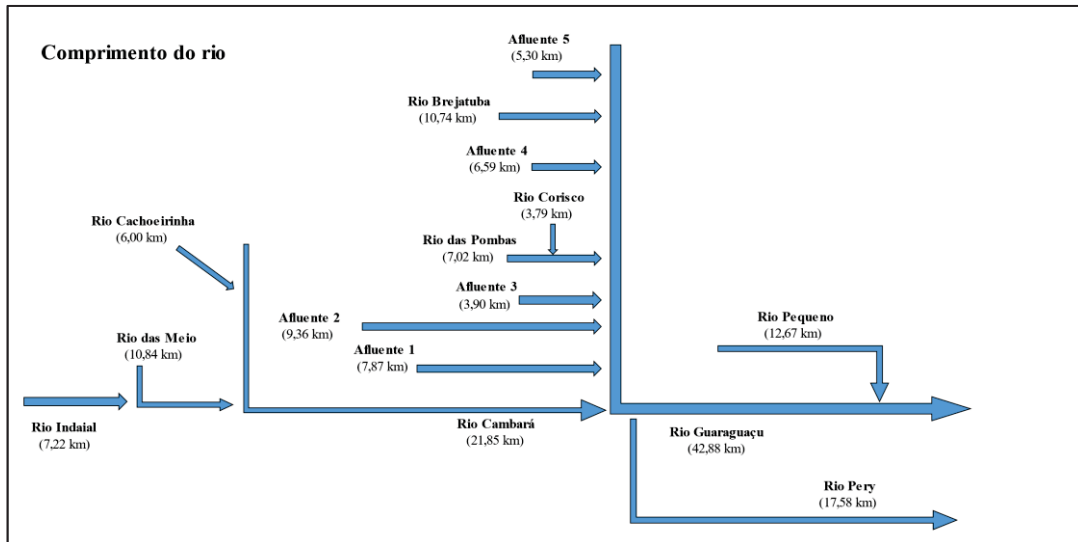 Comprimento do rio
Afluente 5
(5,30 km)
Rio Brejatuba
(10,74 km)
Afluente 4
(6,59 km)
Rio Corisco
(3,79 km)
Rio Cachoeirinha
(6,00 km)
Rio das Pombas
(7,02 km)
Afluente 3
(3,90 km)
Afluente 2
(9,36 km)
Rio Pequeno
(12,67 km)
Rio das Meio
(10,84 km)
Afluente 1
(7,87 km)
Rio Indaial
(7,22 km)
Rio Cambará
(21,85 km)
Rio Guaraguaçu
(42,88 km)
Rio Pery
(17,58 km)